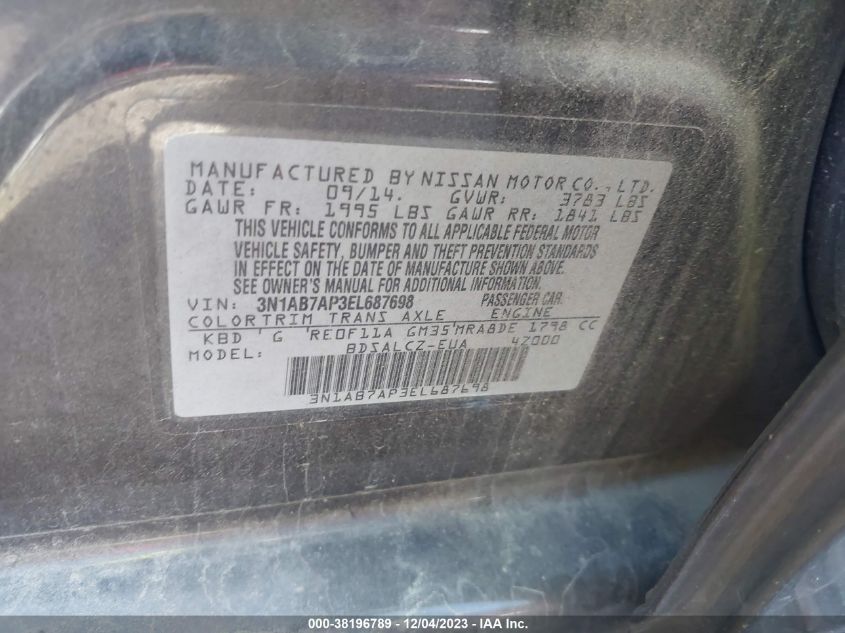 MANUFACTURED BY NISSAN MOTOR CO., LTD.
DATE: 09/14. GVWR: 3783 LBS
GAWR FR: 1995 LBS GAWR RR: 1841 LBS
THIS VEHICLE CONFORMS TO ALL APPLICABLE FEDERAL MOTOR
VEHICLE SAFETY, BUMPER AND THEFT PREVENTION STANDARDS
IN EFFECT ON THE DATE OF MANUFACTURE SHOWN ABOVE.
SEE OWNER'S MANUAL FOR ADDITIONAL INFORMATION.
VIN: 3N1AB7AP3EL687698 PASSENGER CAR
COLOR TRIM TRANS AXLE ENGINE
KBD G RE0F11A GM35 MRA8DE 1798 CC
MODEL: BDSALCZ-EUA 47000
3N1AB7AP3EL687698
000-38196789 - 12/04/2023 - IAA Inc.